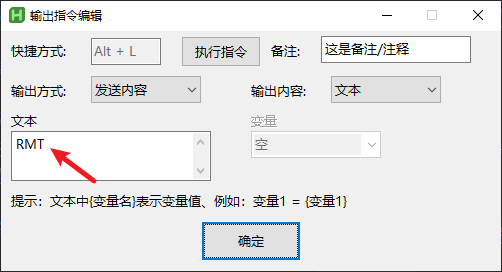 输出指令编辑
快捷方式: Alt + L 执行指令 备注: 这是备注/注释
输出方式: 发送内容 输出内容: 文本
文本 变量
RMT 空
提示：文本中{变量名}表示变量值、例如：变量1 = {变量1}
确定